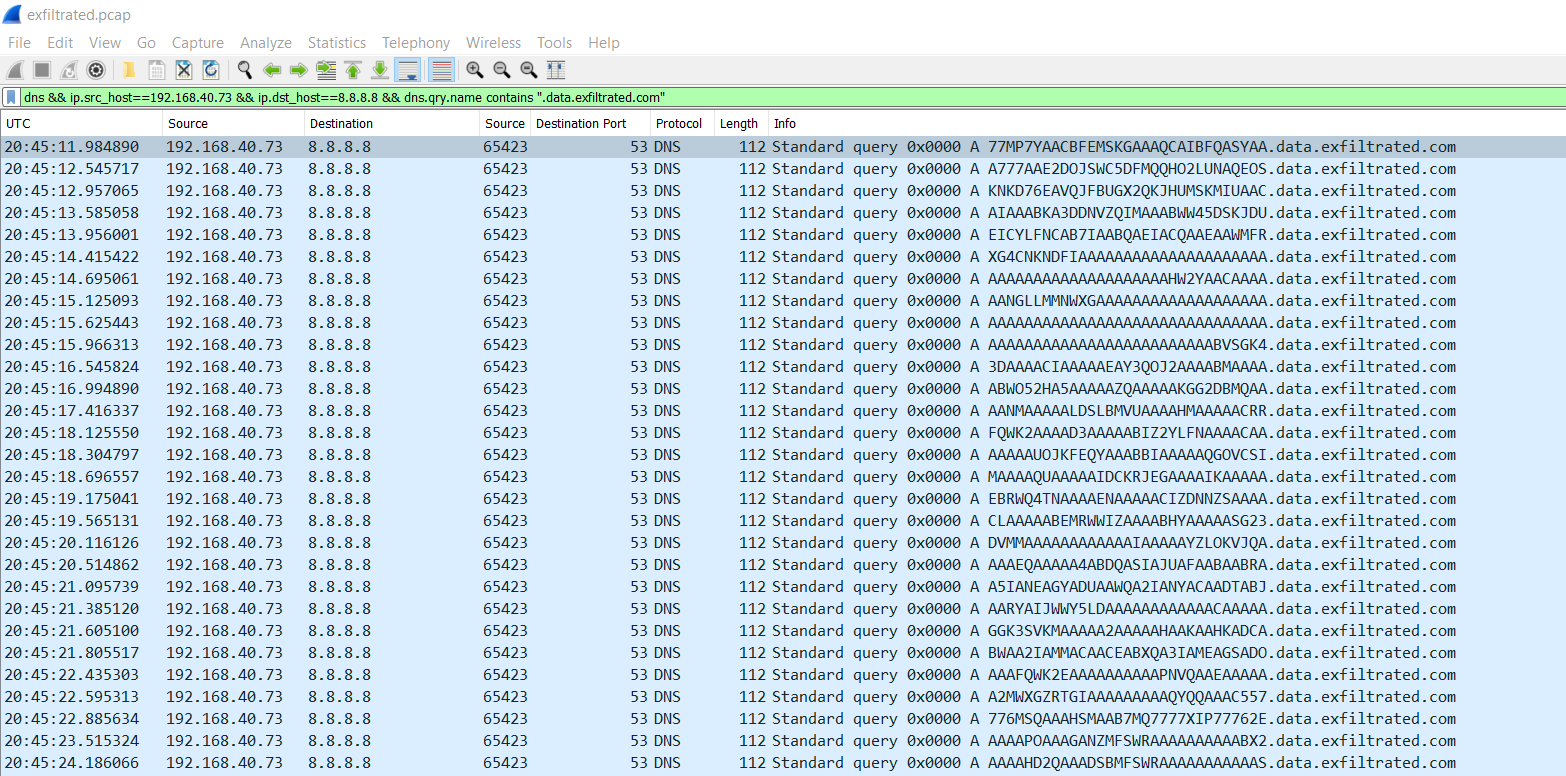 exfiltrated.pcap
File Edit View Go Capture Analyze Statistics Telephony Wireless Tools Help
dns && ip.src_host==192.168.40.73 && ip.dst_host==8.8.8.8 && dns.qry.name contains ".data.exfiltrated.com"
UTC Source Destination Source Destination Port Protocol Length Info
20:45:11.984890 192.168.40.73 8.8.8.8 65423 53 DNS 112 Standard query 0x0000 A 77MP7YAACBFEMSKGAAAQCAIBFQASYAA.data.exfiltrated.com
20:45:12.545717 192.168.40.73 8.8.8.8 65423 53 DNS 112 Standard query 0x0000 A A777AAE2DOJSWC5DFMQQHO2LUNAQEOS.data.exfiltrated.com
20:45:12.957065 192.168.40.73 8.8.8.8 65423 53 DNS 112 Standard query 0x0000 A KNKD76EAVQJFBUGX2QKJHUMSKMIUAAC.data.exfiltrated.com
20:45:13.585058 192.168.40.73 8.8.8.8 65423 53 DNS 112 Standard query 0x0000 A AIAAABKA3DDNVZQIMAAABWW45DSKJDU.data.exfiltrated.com
20:45:13.956001 192.168.40.73 8.8.8.8 65423 53 DNS 112 Standard query 0x0000 A EICYLFNCAB7IAABQAEIACQAAEAAWMFR.data.exfiltrated.com
20:45:14.415422 192.168.40.73 8.8.8.8 65423 53 DNS 112 Standard query 0x0000 A XG4CNKNDFIAAAAAAAAAAAAAAAAAAAAA.data.exfiltrated.com
20:45:14.695061 192.168.40.73 8.8.8.8 65423 53 DNS 112 Standard query 0x0000 A AAAAAAAAAAAAAAAAAAAAHW2YAACAAAA.data.exfiltrated.com
20:45:15.125093 192.168.40.73 8.8.8.8 65423 53 DNS 112 Standard query 0x0000 A AANGLLMMNWXGAAAAAAAAAAAAAAAAAAA.data.exfiltrated.com
20:45:15.625443 192.168.40.73 8.8.8.8 65423 53 DNS 112 Standard query 0x0000 A AAAAAAAAAAAAAAAAAAAAAAAAAAAAAAA.data.exfiltrated.com
20:45:15.966313 192.168.40.73 8.8.8.8 65423 53 DNS 112 Standard query 0x0000 A AAAAAAAAAAAAAAAAAAAAAAAAABVSGK4.data.exfiltrated.com
20:45:16.545824 192.168.40.73 8.8.8.8 65423 53 DNS 112 Standard query 0x0000 A 3DAAAACIAAAAAEAY3QOJ2AAAABMAAAA.data.exfiltrated.com
20:45:16.994890 192.168.40.73 8.8.8.8 65423 53 DNS 112 Standard query 0x0000 A ABWO52HA5AAAAAZQAAAAAKGG2DBMQAA.data.exfiltrated.com
20:45:17.416337 192.168.40.73 8.8.8.8 65423 53 DNS 112 Standard query 0x0000 A AANMAAAAALDSLBMVUAAAAHMAAAAACRR.data.exfiltrated.com
20:45:18.125550 192.168.40.73 8.8.8.8 65423 53 DNS 112 Standard query 0x0000 A FQWK2AAAAD3AAAAABIZ2YLFNAAAACAA.data.exfiltrated.com
20:45:18.304797 192.168.40.73 8.8.8.8 65423 53 DNS 112 Standard query 0x0000 A AAAAAUOJKFEQYAAABBIAAAAAQGOVCSI.data.exfiltrated.com
20:45:18.696557 192.168.40.73 8.8.8.8 65423 53 DNS 112 Standard query 0x0000 A MAAAAQUAAAAAIDCKRJEGAAAAIKAAAAA.data.exfiltrated.com
20:45:19.175041 192.168.40.73 8.8.8.8 65423 53 DNS 112 Standard query 0x0000 A EBRWQ4TNAAAAENAAAAACIZDNNZSAAAA.data.exfiltrated.com
20:45:19.565131 192.168.40.73 8.8.8.8 65423 53 DNS 112 Standard query 0x0000 A CLAAAAABEMRWWIZAAAABHYAAAAASG23.data.exfiltrated.com
20:45:20.116126 192.168.40.73 8.8.8.8 65423 53 DNS 112 Standard query 0x0000 A DVMMAAAAAAAAAAAAIAAAAAYZLOKVJQA.data.exfiltrated.com
20:45:20.514862 192.168.40.73 8.8.8.8 65423 53 DNS 112 Standard query 0x0000 A AAAEQAAAAA4ABDQASIAJUAFAABAABRA.data.exfiltrated.com
20:45:21.095739 192.168.40.73 8.8.8.8 65423 53 DNS 112 Standard query 0x0000 A A5IANEAGYADUAAWQA2IANYACAADTABJ.data.exfiltrated.com
20:45:21.385120 192.168.40.73 8.8.8.8 65423 53 DNS 112 Standard query 0x0000 A AARYAIJWWY5LDAAAAAAAAAAAACAAAAA.data.exfiltrated.com
20:45:21.605100 192.168.40.73 8.8.8.8 65423 53 DNS 112 Standard query 0x0000 A GGK3SVKMAAAAA2AAAAAHAAKAAHKADCA.data.exfiltrated.com
20:45:21.805517 192.168.40.73 8.8.8.8 65423 53 DNS 112 Standard query 0x0000 A BWAA2IAMMACAACEABXQA3IAMEAGSADO.data.exfiltrated.com
20:45:22.435303 192.168.40.73 8.8.8.8 65423 53 DNS 112 Standard query 0x0000 A AAAFQWK2EAAAAAAAAAAPNVQAAEAAAAA.data.exfiltrated.com
20:45:22.595313 192.168.40.73 8.8.8.8 65423 53 DNS 112 Standard query 0x0000 A A2MWXGZRTGIAAAAAAAAAQYQQAAAC557.data.exfiltrated.com
20:45:22.885634 192.168.40.73 8.8.8.8 65423 53 DNS 112 Standard query 0x0000 A 776MSQAAAHSMAAB7MQ7777XIP77762E.data.exfiltrated.com
20:45:23.515324 192.168.40.73 8.8.8.8 65423 53 DNS 112 Standard query 0x0000 A AAAAPOAAAGANZMFSWRAAAAAAAAAABX2.data.exfiltrated.com
20:45:24.186066 192.168.40.73 8.8.8.8 65423 53 DNS 112 Standard query 0x0000 A AAAAHD2QAAADSBMFSWRAAAAAAAAAAAS.data.exfiltrated.com